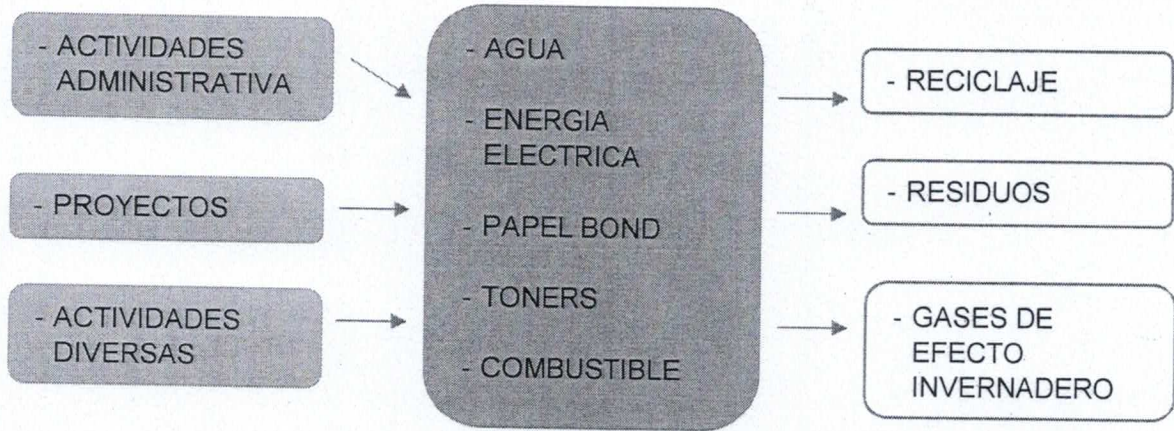 - ACTIVIDADES
ADMINISTRATIVA
- PROYECTOS
- ACTIVIDADES
DIVERSAS
- AGUA
- ENERGIA
ELECTRICA
- PAPEL BOND
- TONERS
- COMBUSTIBLE
- RECICLAJE
- RESIDUOS
- GASES DE
EFECTO
INVERNADERO